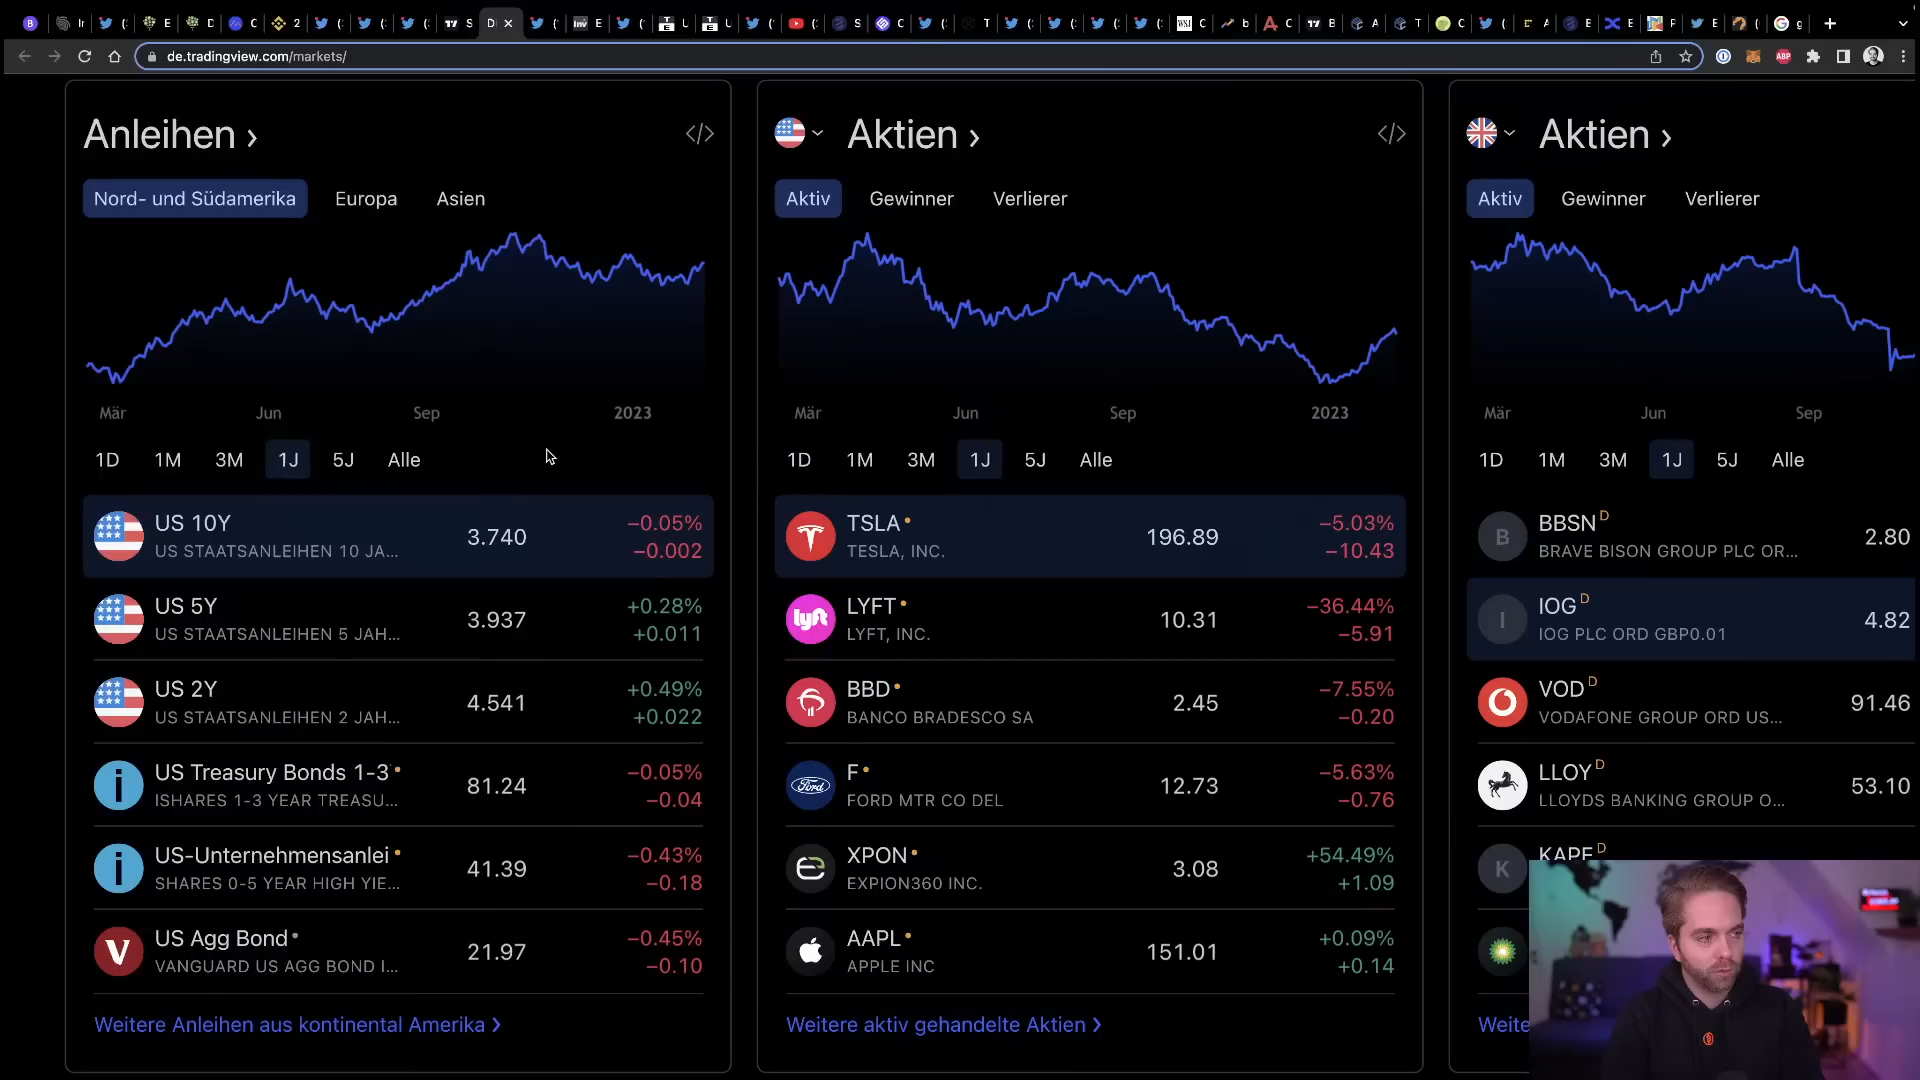 de.tradingview.com/markets/
Anleihen ›
Nord- und Südamerika Europa Asien
Mär Jun Sep 2023
1D 1M 3M 1J 5J Alle
US 10Y 3.740 −0.05%
US STAATSANLEIHEN 10 JA... −0.002
US 5Y 3.937 +0.28%
US STAATSANLEIHEN 5 JAH... +0.011
US 2Y 4.541 +0.49%
US STAATSANLEIHEN 2 JAH... +0.022
US Treasury Bonds 1-3 81.24 −0.05%
ISHARES 1-3 YEAR TREASU... −0.04
US-Unternehmensanlei 41.39 −0.43%
SHARES 0-5 YEAR HIGH YIE... −0.18
US Agg Bond 21.97 −0.45%
VANGUARD US AGG BOND I... −0.10
Weitere Anleihen aus kontinental Amerika ›
Aktien ›
Aktiv Gewinner Verlierer
Mär Jun Sep 2023
1D 1M 3M 1J 5J Alle
TSLA 196.89 −5.03%
TESLA, INC. −10.43
LYFT 10.31 −36.44%
LYFT, INC. −5.91
BBD 2.45 −7.55%
BANCO BRADESCO SA −0.20
F 12.73 −5.63%
FORD MTR CO DEL −0.76
XPON 3.08 +54.49%
EXPION360 INC. +1.09
AAPL 151.01 +0.09%
APPLE INC +0.14
Weitere aktiv gehandelte Aktien ›
Aktien ›
Aktiv Gewinner Verlierer
Mär Jun Sep
1D 1M 3M 1J 5J Alle
B BBSN D 2.80
BRAVE BISON GROUP PLC OR...
I IOG D 4.82
IOG PLC ORD GBP0.01
VOD D 91.46
VODAFONE GROUP ORD US...
LLOY D 53.10
LLOYDS BANKING GROUP O...
K KAPE D
Weite